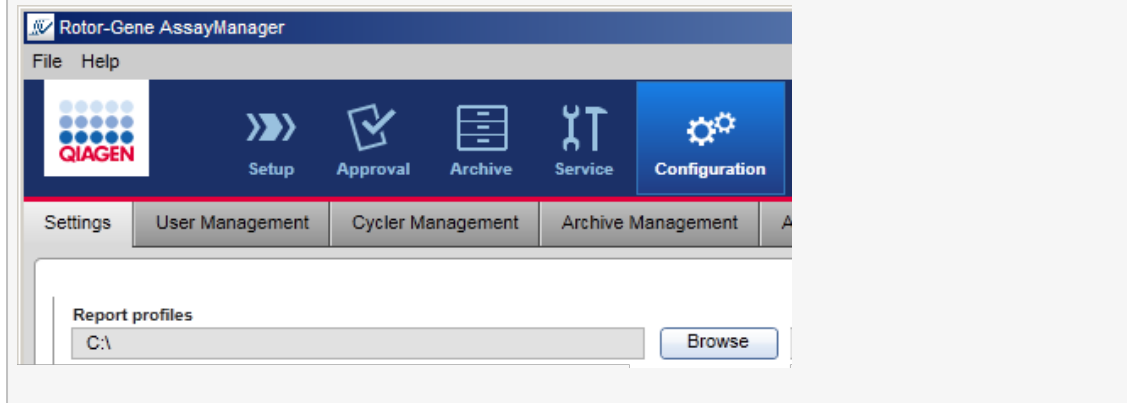 Rotor-Gene AssayManager
File Help
QIAGEN
Setup Approval Archive Service Configuration
Settings User Management Cycler Management Archive Management A
Report profiles
C:\ Browse